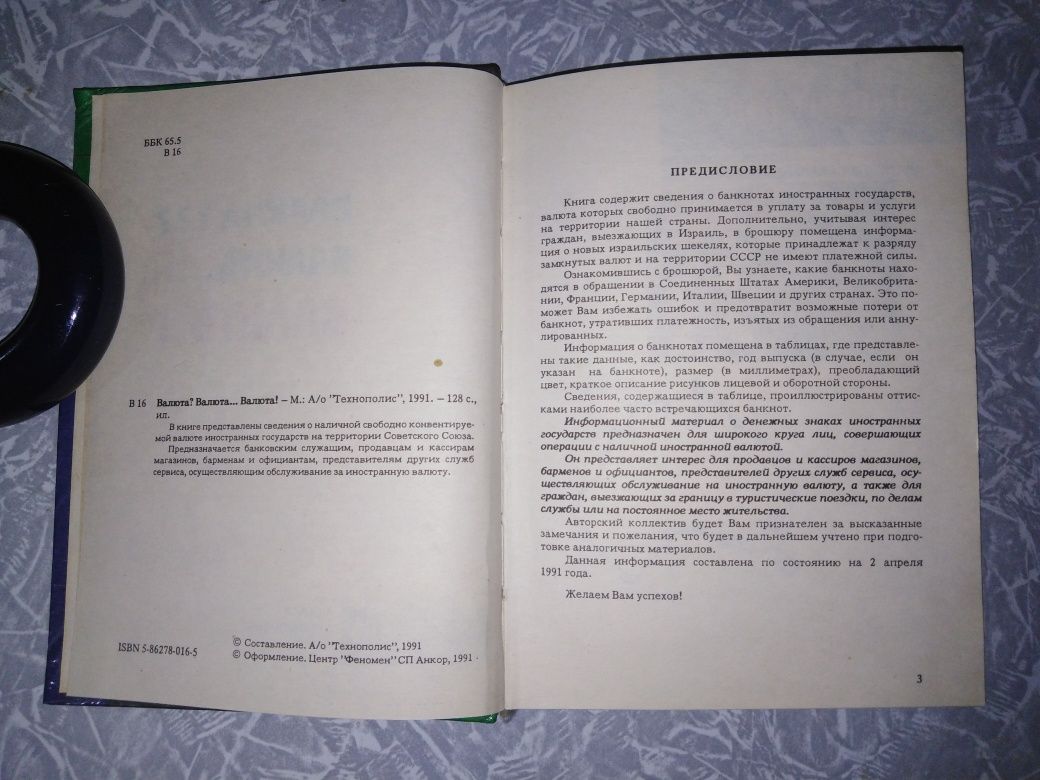 ББК 65.5
В 16
В 16 Валюта? Валюта... Валюта! – М.: А/о "Технополис", 1991. – 128 с.,
ил.
В книге представлены сведения о наличной свободно конвентируе-
мой валюте иностранных государств на территории Советского Союза.
Предназначается банковским служащим, продавцам и кассирам
магазинов, барменам и официантам, представителям других служб
сервиса, осуществляющим обслуживание за иностранную валюту.
ISBN 5-86278-016-5
© Составление. А/о "Технополис", 1991
© Оформление. Центр "Феномен" СП Анкор, 1991
ПРЕДИСЛОВИЕ
Книга содержит сведения о банкнотах иностранных государств,
валюта которых свободно принимается в уплату за товары и услуги
на территории нашей страны. Дополнительно, учитывая интерес
граждан, выезжающих в Израиль, в брошюру помещена информа-
ция о новых израильских шекелях, которые принадлежат к разряду
замкнутых валют и на территории СССР не имеют платежной силы.
Ознакомившись с брошюрой, Вы узнаете, какие банкноты нахо-
дятся в обращении в Соединенных Штатах Америки, Великобрита-
нии, Франции, Германии, Италии, Швеции и других странах. Это по-
может Вам избежать ошибок и предотвратит возможные потери от
банкнот, утративших платежность, изъятых из обращения или анну-
лированных.
Информация о банкнотах помещена в таблицах, где представле-
ны такие данные, как достоинство, год выпуска (в случае, если он
указан на банкноте), размер (в миллиметрах), преобладающий
цвет, краткое описание рисунков лицевой и оборотной стороны.
Сведения, содержащиеся в таблице, проиллюстрированы оттис-
ками наиболее часто встречающихся банкнот.
Информационный материал о денежных знаках иностранных
государств предназначен для широкого круга лиц, совершающих
операции с наличной иностранной валютой.
Он представляет интерес для продавцов и кассиров магазинов,
барменов и официантов, представителей других служб сервиса, осу-
ществляющих обслуживание на иностранную валюту, а также для
граждан, выезжающих за границу в туристические поездки, по делам
службы или на постоянное место жительства.
Авторский коллектив будет Вам признателен за высказанные
замечания и пожелания, что будет в дальнейшем учтено при подго-
товке аналогичных материалов.
Данная информация составлена по состоянию на 2 апреля
1991 года.
Желаем Вам успехов!
3